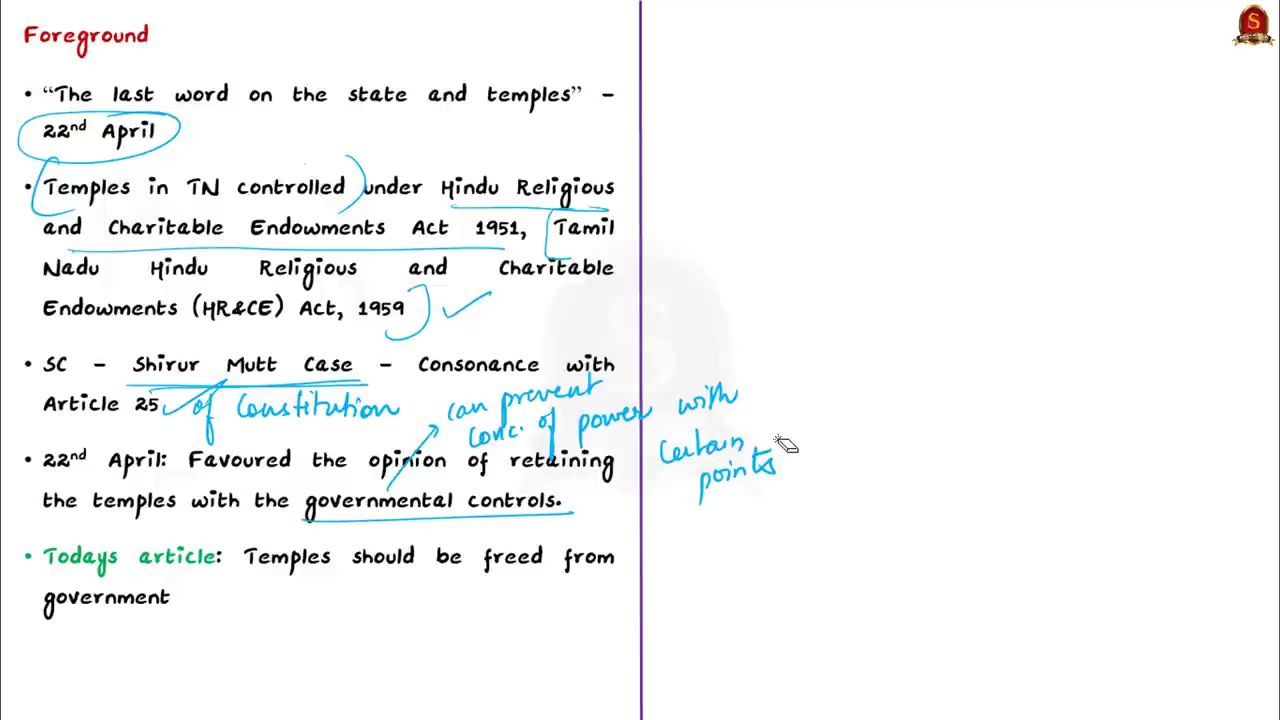 Foreground
• “The last word on the state and temples” –
22nd April
• Temples in TN controlled under Hindu Religious
and Charitable Endowments Act 1951, Tamil
Nadu Hindu Religious and Charitable
Endowments (HR&CE) Act, 1959
• SC – Shirur Mutt Case – Consonance with
Article 25 of Constitution
can prevent
conc. of power with
certain
points
• 22nd April: Favoured the opinion of retaining
the temples with the governmental controls.
• Todays article: Temples should be freed from
government
S